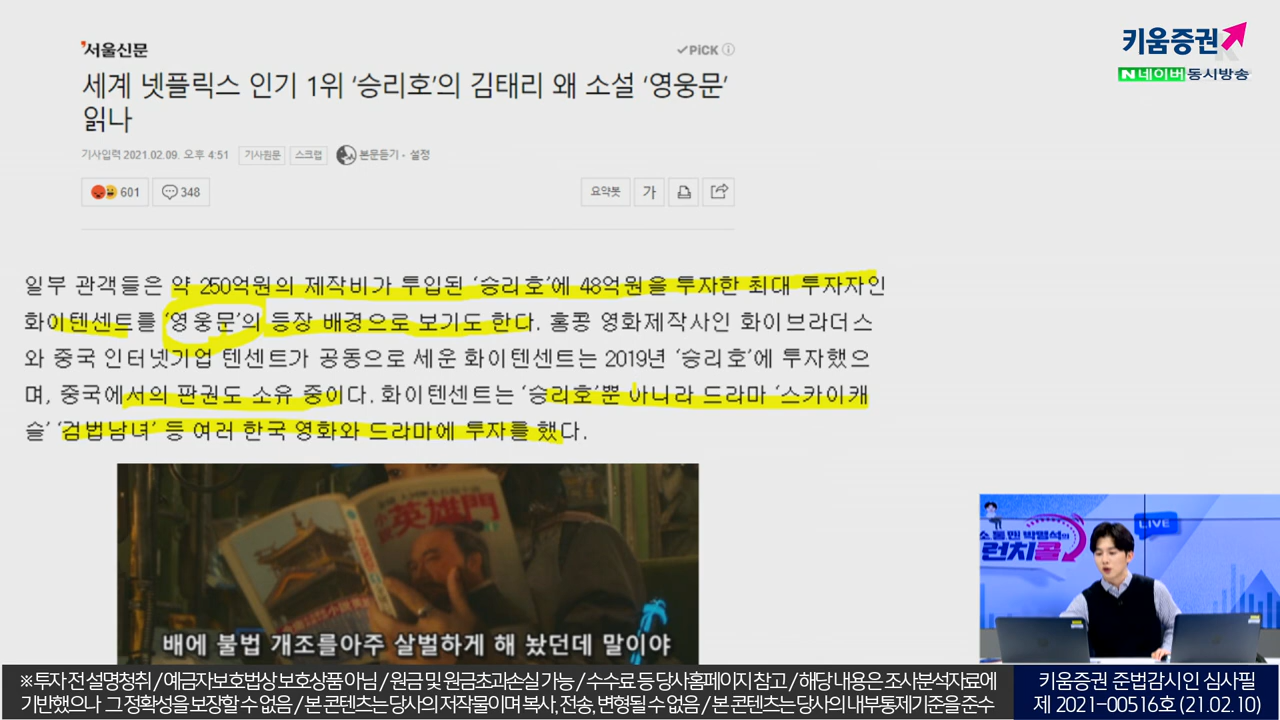 서울신문
PiCK
키움증권
N 네이버 동시방송
세계 넷플릭스 인기 1위 '승리호'의 김태리 왜 소설 '영웅문'
읽나
기사입력 2021.02.09. 오후 4:51 기사원문 스크랩 본문듣기 · 설정
601 348 요약봇 가
일부 관객들은 약 250억원의 제작비가 투입된 '승리호'에 48억원을 투자한 최대 투자자인
화이텐센트를 '영웅문'의 등장 배경으로 보기도 한다. 홍콩 영화제작사인 화이브라더스
와 중국 인터넷기업 텐센트가 공동으로 세운 화이텐센트는 2019년 '승리호'에 투자했으
며, 중국에서의 판권도 소유 중이다. 화이텐센트는 '승리호'뿐 아니라 드라마 '스카이캐
슬' '검법남녀' 등 여러 한국 영화와 드라마에 투자를 했다.
英雄門
배에 불법 개조를아주 살벌하게 해 놨던데 말이야
LIVE
런치콜
※ 투자 전 설명청취 / 예금자보호법상 보호상품 아님 / 원금 및 원금초과손실 가능 / 수수료 등 당사홈페이지 참고 / 해당 내용은 조사분석자료에
기반했으나 그 정확성을 보장할 수 없음 / 본 콘텐츠는 당사의 저작물이며 복사, 전송, 변형될 수 없음 / 본 콘텐츠는 당사의 내부통제기준을 준수
키움증권 준법감시인 심사필
제 2021-00516호 (21.02.10)